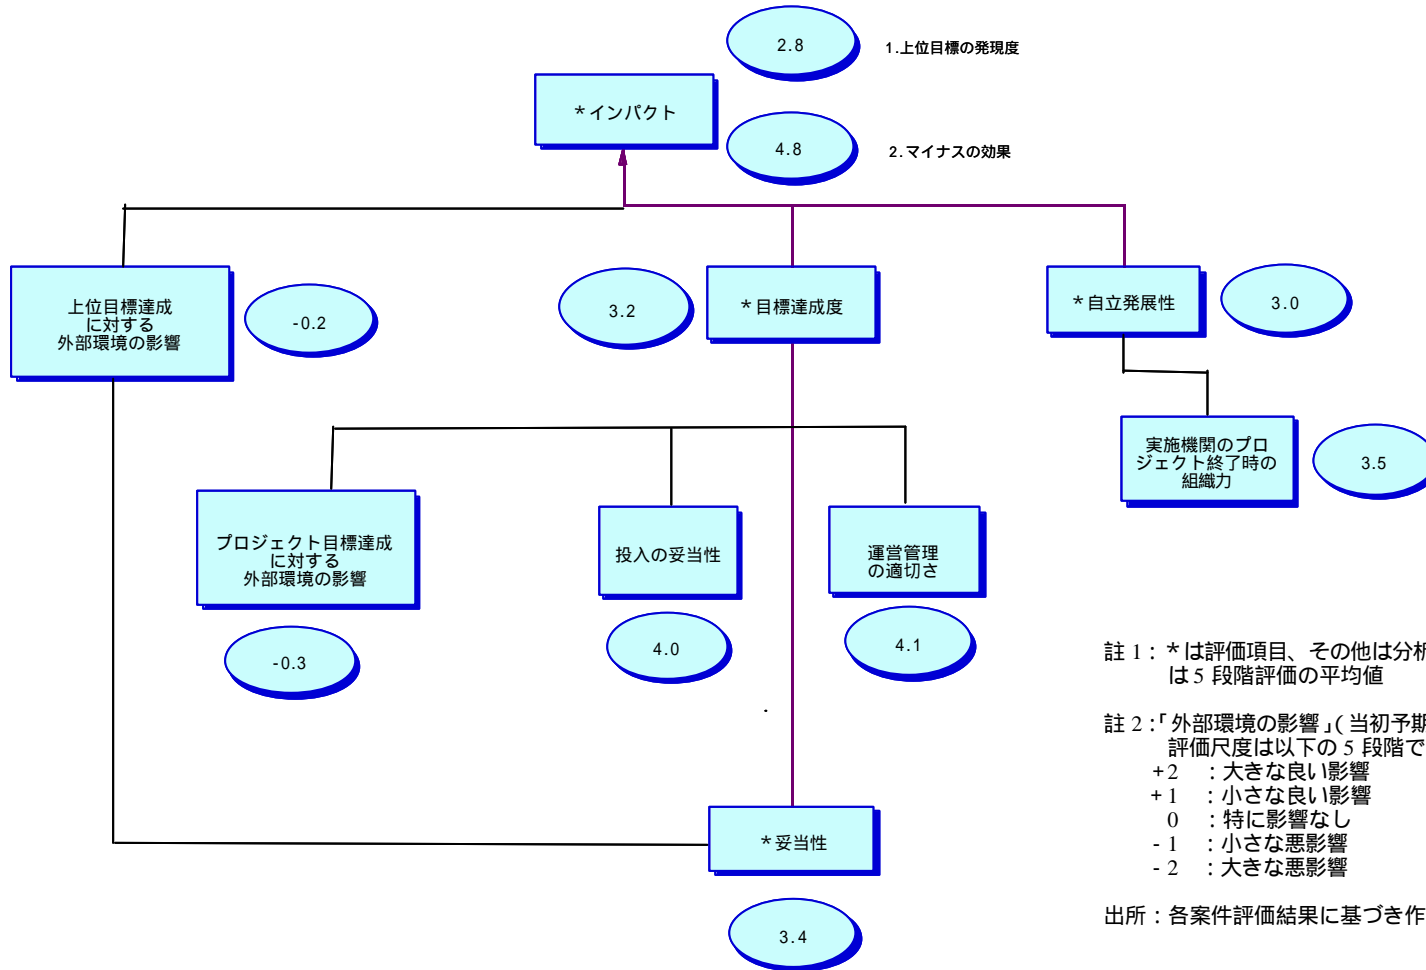 2.8
1.上位目標の発現度
*インパクト
4.8
2.マイナスの効果
上位目標達成
に対する
外部環境の影響
-0.2
3.2
*目標達成度
*自立発展性
3.0
実施機関のプロ
ジェクト終了時の
組織力
3.5
プロジェクト目標達成
に対する
外部環境の影響
-0.3
投入の妥当性
4.0
運営管理
の適切さ
4.1
*妥当性
3.4
註1:*は評価項目、その他は分析
は5段階評価の平均値
註2:「外部環境の影響」(当初予期
評価尺度は以下の5段階で
+2 :大きな良い影響
+1 :小さな良い影響
0 :特に影響なし
-1 :小さな悪影響
-2 :大きな悪影響
出所:各案件評価結果に基づき作